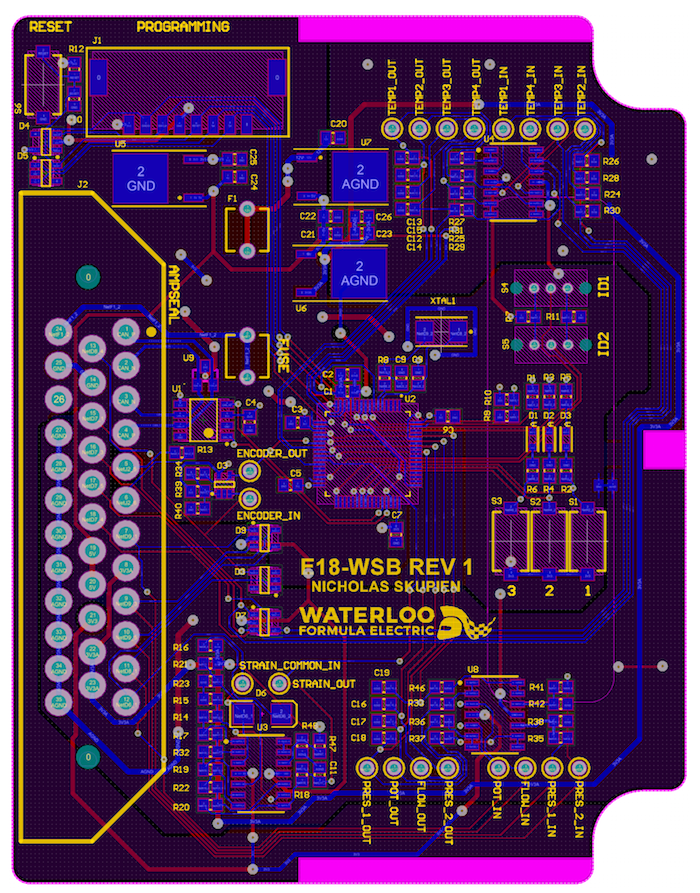 RESET
PROGRAMMING
R12
J1
S6
D4
D5
U5
2
GND
C25
C24
C20
U7
2
AGND
TEMP1_OUT
TEMP2_OUT
TEMP3_OUT
TEMP4_OUT
TEMP1_IN
TEMP4_IN
TEMP3_IN
TEMP2_IN
U4
R26
R28
R24
R30
J2
F1
C22
C21
C26
C23
C13
C15
C12
C14
R27
R31
R25
R29
0
AMPSEAL
2
AGND
U6
XTAL1
S4
ID1
R11
S5
ID2
FUSE
U9
U1
R13
C4
C3
C2
C1
R8
C9
U2
C6
R10
R9
R1
R3
R5
D1
D2
D3
R6
R4
R2
26
ENCODER_OUT
ENCODER_IN
R34
R39
R40
C5
C7
D9
S3
S2
S1
3
2
1
E18-WSB REV 1
NICHOLAS SKUPIEN
WATERLOO
FORMULA ELECTRIC
R16
R21
R23
R15
R14
R17
R32
R19
R22
R20
STRAIN_COMMON_IN
STRAIN_OUT
D6
U3
R18
R47
C11
C19
C16
C17
C18
R46
R36
R37
U8
R41
R42
R38
R35
0
PRES_1_OUT
POT_OUT
FLOW_OUT
PRES_2_OUT
POT_IN
FLOW_IN
PRES_1_IN
PRES_2_IN